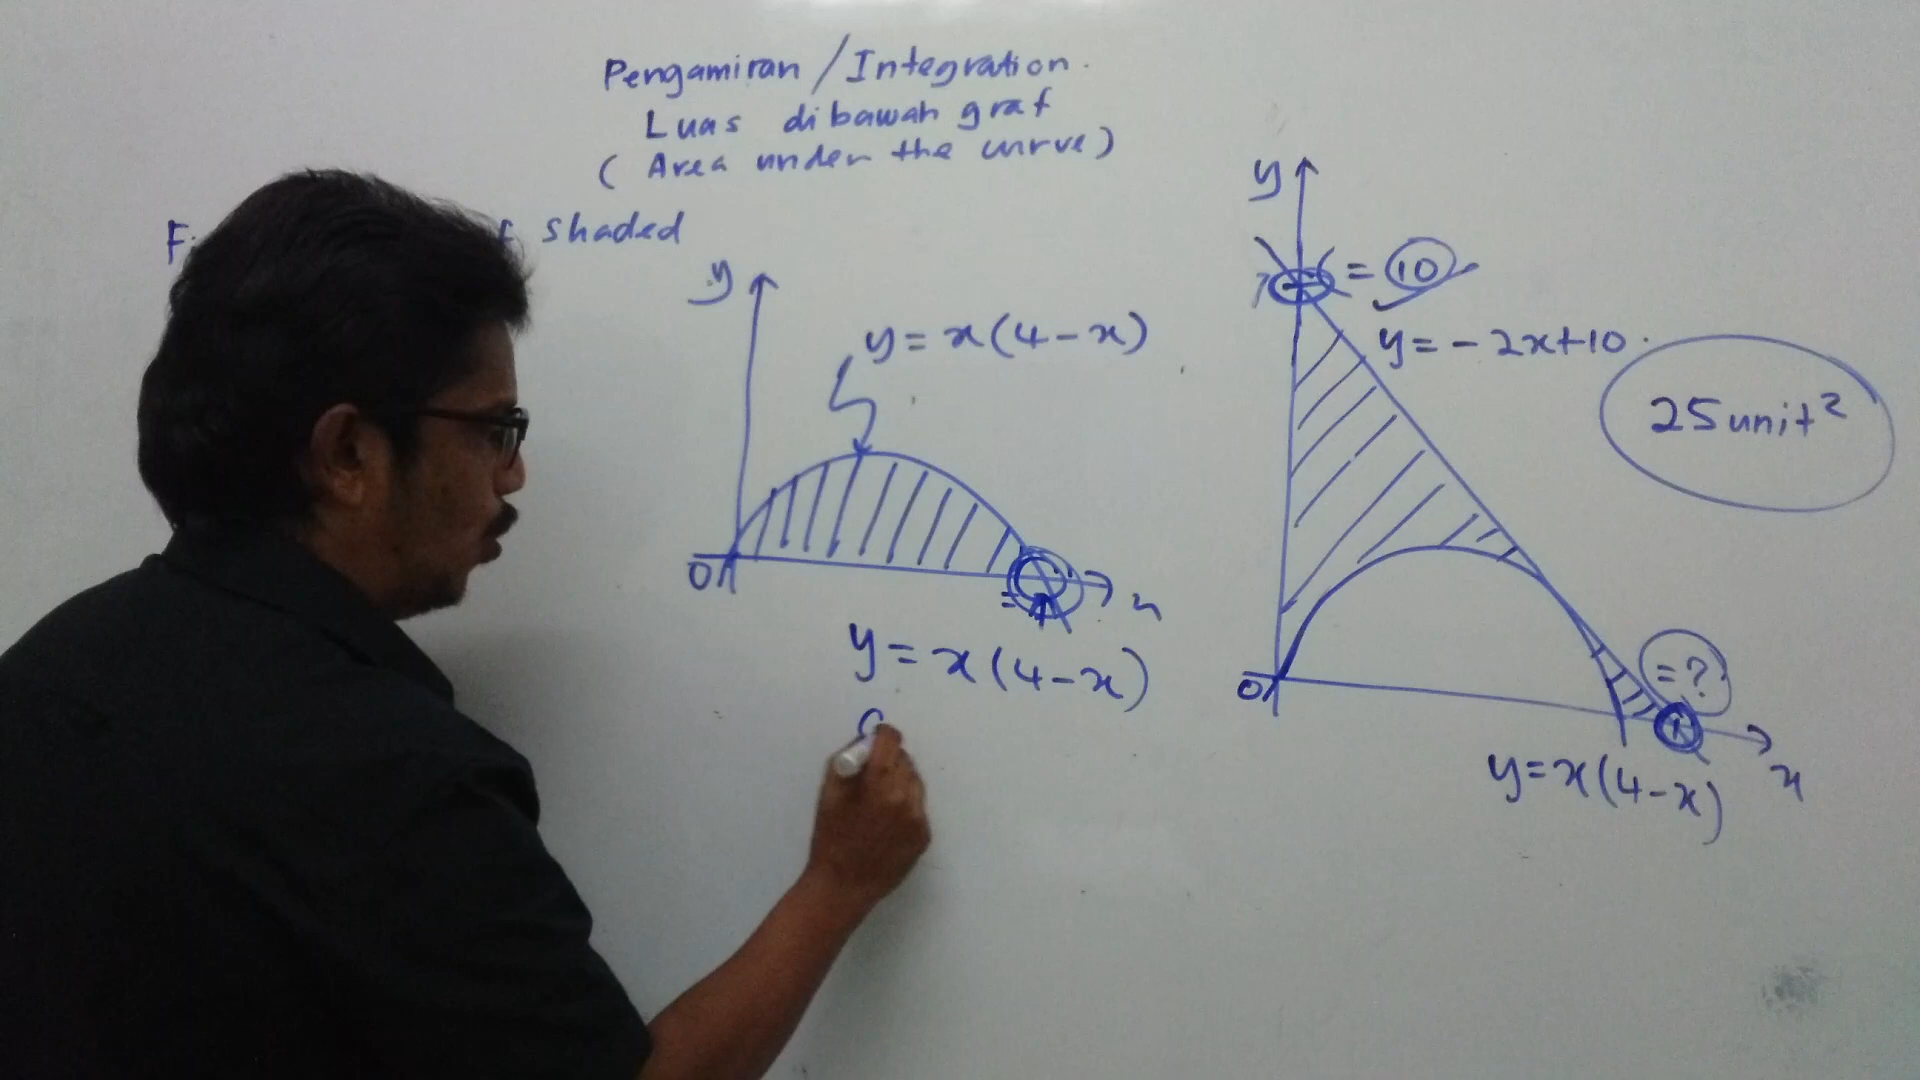 Pengamiran / Integration.
Luas dibawah graf
(Area under the curve)
shaded
y
y = x(4-x)
0
x
y = x(4-x)
y
= 10
y = -2x+10.
25 unit²
= ?
0
x
y = x(4-x)